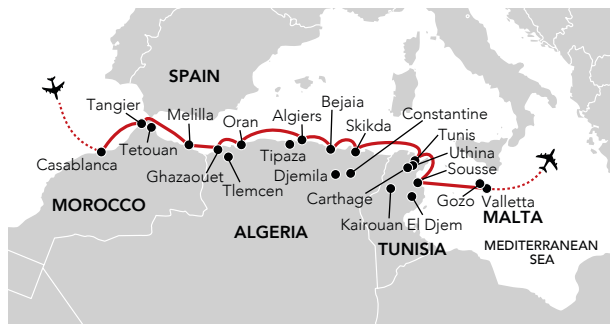 SPAIN
Tangier
Melilla
Oran
Algiers
Bejaia
Constantine
Skikda
Tunis
Tetouan
Casablanca
Ghazaouet
Tipaza
Uthina
Tlemcen
Djemila
Sousse
Carthage
Gozo
Valletta
MOROCCO
ALGERIA
Kairouan
El Djem
MALTA
TUNISIA
MEDITERRANEAN
SEA